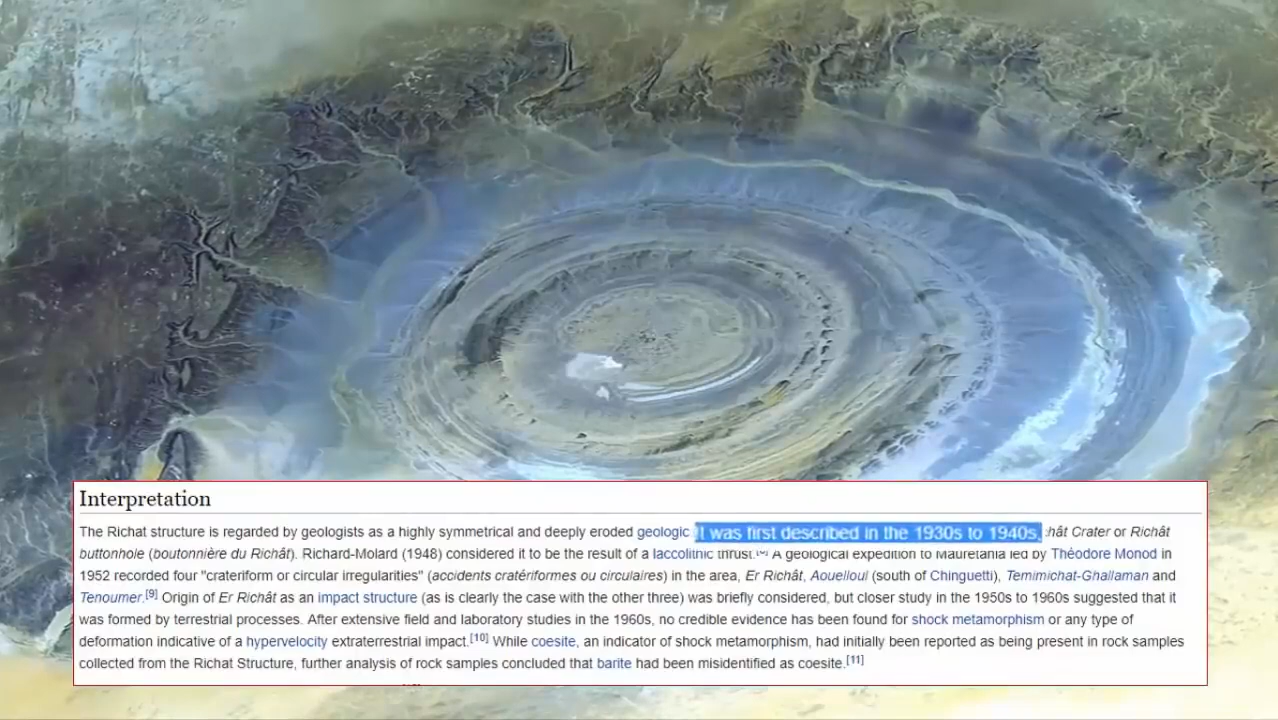 Interpretation
The Richat structure is regarded by geologists as a highly symmetrical and deeply eroded geologic It was first described in the 1930s to 1940s, hât Crater or Richât
buttonhole (boutonnière du Richât). Richard-Molard (1948) considered it to be the result of a laccolithic thrust. A geological expedition to Mauretania led by Théodore Monod in
1952 recorded four "crateriform or circular irregularities" (accidents cratériformes ou circulaires) in the area, Er Richât, Aouelloul (south of Chinguetti), Temimichat-Ghallaman and
Tenoumer.[9] Origin of Er Richât as an impact structure (as is clearly the case with the other three) was briefly considered, but closer study in the 1950s to 1960s suggested that it
was formed by terrestrial processes. After extensive field and laboratory studies in the 1960s, no credible evidence has been found for shock metamorphism or any type of
deformation indicative of a hypervelocity extraterrestrial impact.[10] While coesite, an indicator of shock metamorphism, had initially been reported as being present in rock samples
collected from the Richat Structure, further analysis of rock samples concluded that barite had been misidentified as coesite.[11]